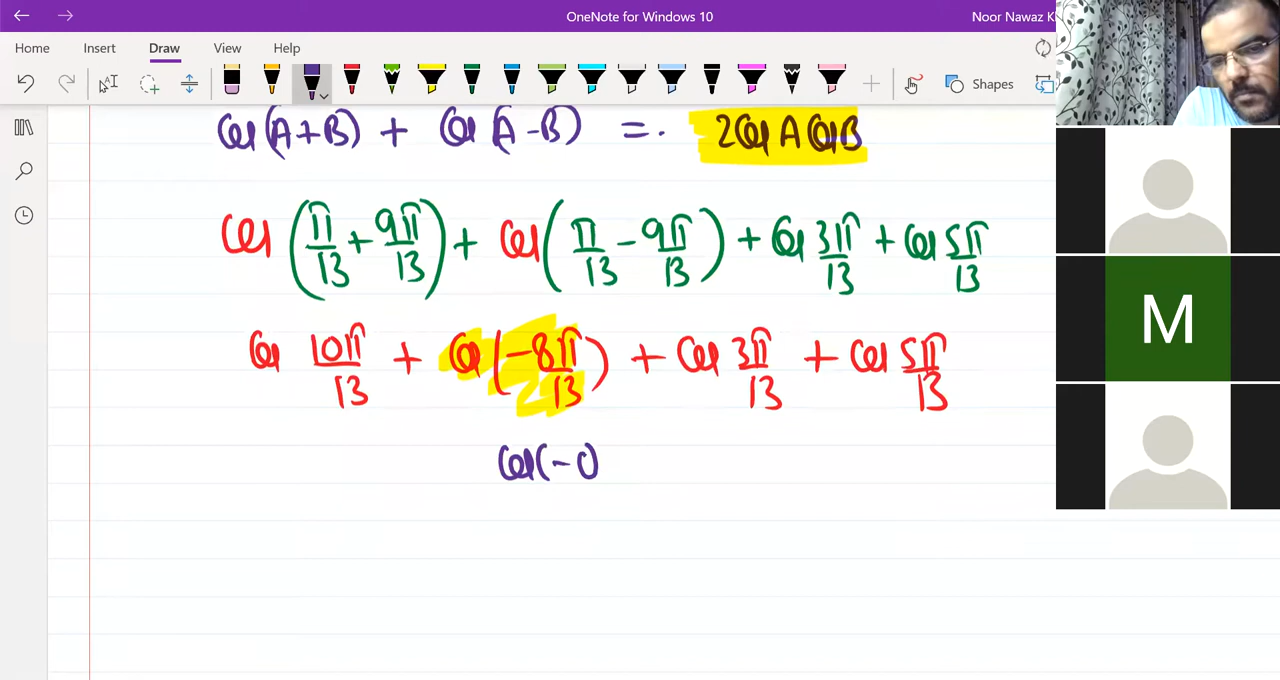 OneNote for Windows 10
Noor Nawaz K
Home Insert Draw View Help
Shapes
Cos(A+B) + Cos(A-B) =. 2Cos A Cos B
Cos (π/13 + 9π/13) + Cos (π/13 - 9π/13) + Cos 3π/13 + Cos 5π/13
Cos 10π/13 + Cos (-8π/13) + Cos 3π/13 + Cos 5π/13
Cos(-
M